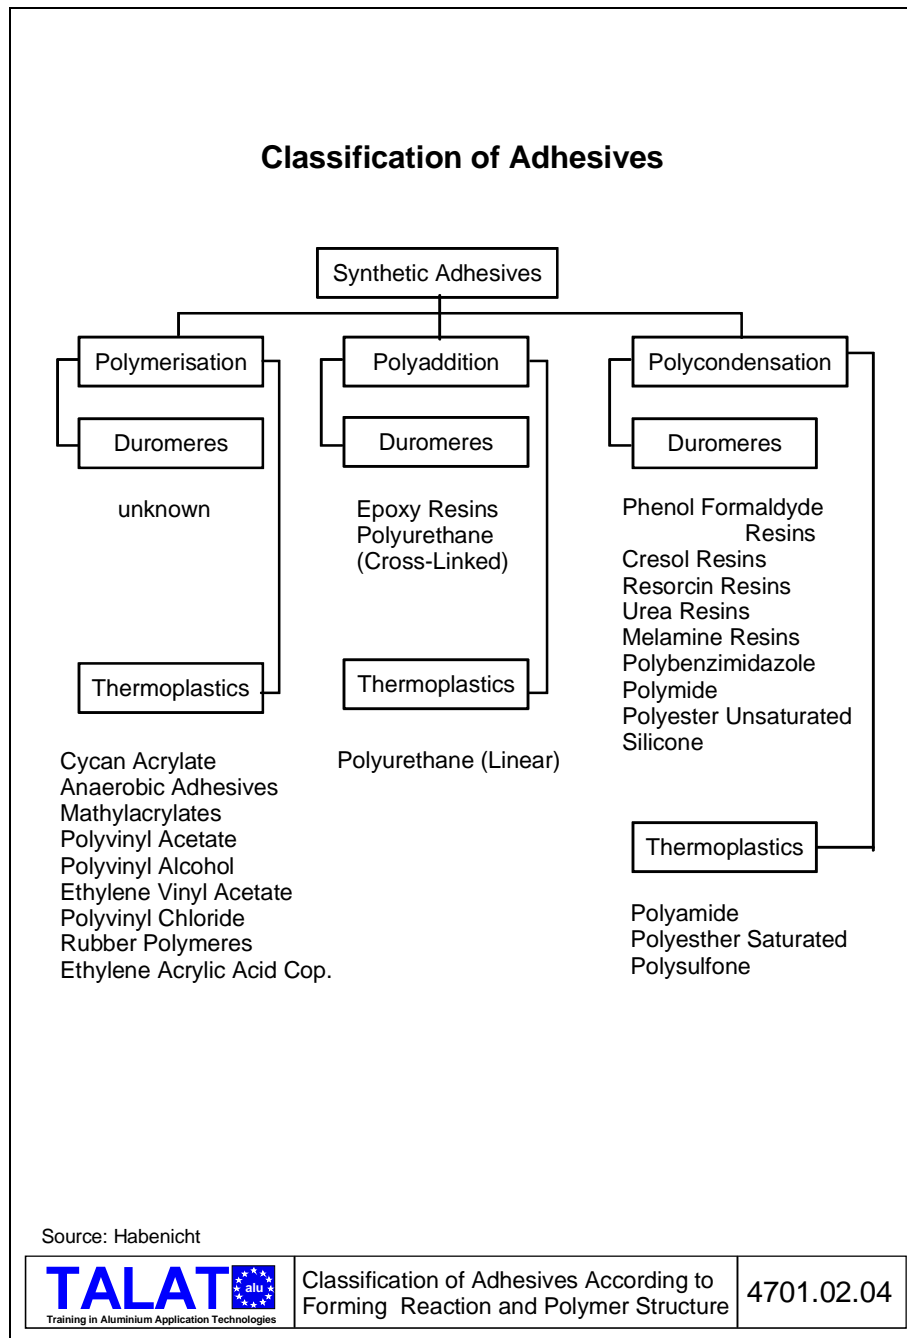 Classification of Adhesives
Synthetic Adhesives
Polymerisation
Polyaddition
Polycondensation
Duromeres
Duromeres
Duromeres
unknown
Epoxy Resins
Polyurethane
(Cross-Linked)
Phenol Formaldyde
Resins
Cresol Resins
Resorcin Resins
Urea Resins
Melamine Resins
Polybenzimidazole
Polymide
Polyester Unsaturated
Silicone
Thermoplastics
Thermoplastics
Cycan Acrylate
Anaerobic Adhesives
Mathylacrylates
Polyvinyl Acetate
Polyvinyl Alcohol
Ethylene Vinyl Acetate
Polyvinyl Chloride
Rubber Polymeres
Ethylene Acrylic Acid Cop.
Polyurethane (Linear)
Thermoplastics
Polyamide
Polyesther Saturated
Polysulfone
Source: Habenicht
TALAT
alu
Training in Aluminium Application Technologies
Classification of Adhesives According to
Forming Reaction and Polymer Structure
4701.02.04